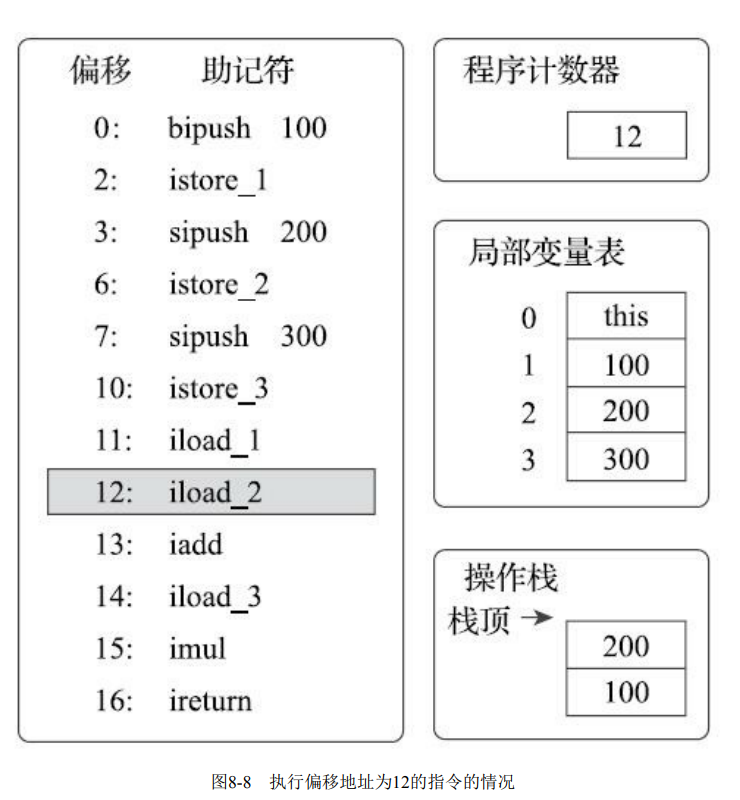 偏移 助记符
0: bipush 100
2: istore_1
3: sipush 200
6: istore_2
7: sipush 300
10: istore_3
11: iload_1
12: iload_2
13: iadd
14: iload_3
15: imul
16: ireturn
程序计数器
12
局部变量表
0 this
1 100
2 200
3 300
操作栈
栈顶 →
200
100
图8-8 执行偏移地址为12的指令的情况